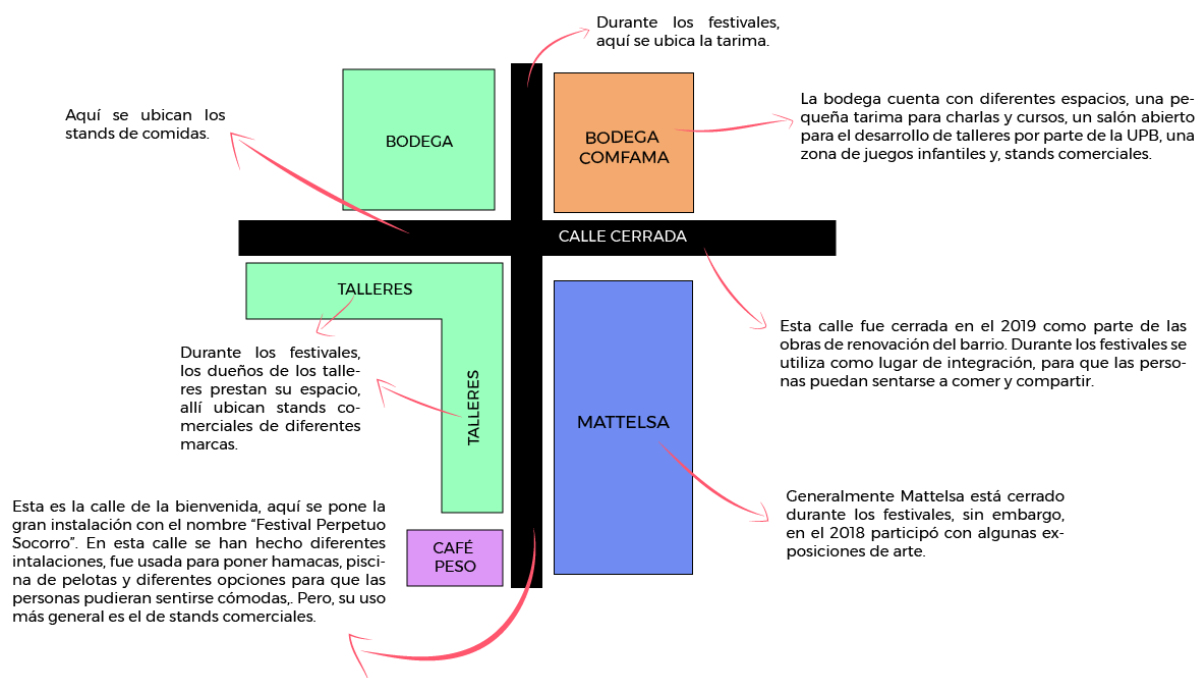 Durante los festivales,
aquí se ubica la tarima.
Aquí se ubican los
stands de comidas.
BODEGA
BODEGA
COMFAMA
La bodega cuenta con diferentes espacios, una pe-
queña tarima para charlas y cursos, un salón abierto
para el desarrollo de talleres por parte de la UPB, una
zona de juegos infantiles y, stands comerciales.
CALLE CERRADA
TALLERES
Durante los festivales,
los dueños de los talle-
res prestan su espacio,
allí ubican stands co-
merciales de diferentes
marcas.
TALLERES
Esta calle fue cerrada en el 2019 como parte de las
obras de renovación del barrio. Durante los festivales se
utiliza como lugar de integración, para que las perso-
nas puedan sentarse a comer y compartir.
MATTELSA
Generalmente Mattelsa está cerrado
durante los festivales, sin embargo,
en el 2018 participó con algunas ex-
posiciones de arte.
Esta es la calle de la bienvenida, aquí se pone la
gran instalación con el nombre “Festival Perpetuo
Socorro”. En esta calle se han hecho diferentes
intalaciones, fue usada para poner hamacas, pisci-
na de pelotas y diferentes opciones para que las
personas pudieran sentirse cómodas,. Pero, su uso
más general es el de stands comerciales.
CAFÉ
PESO